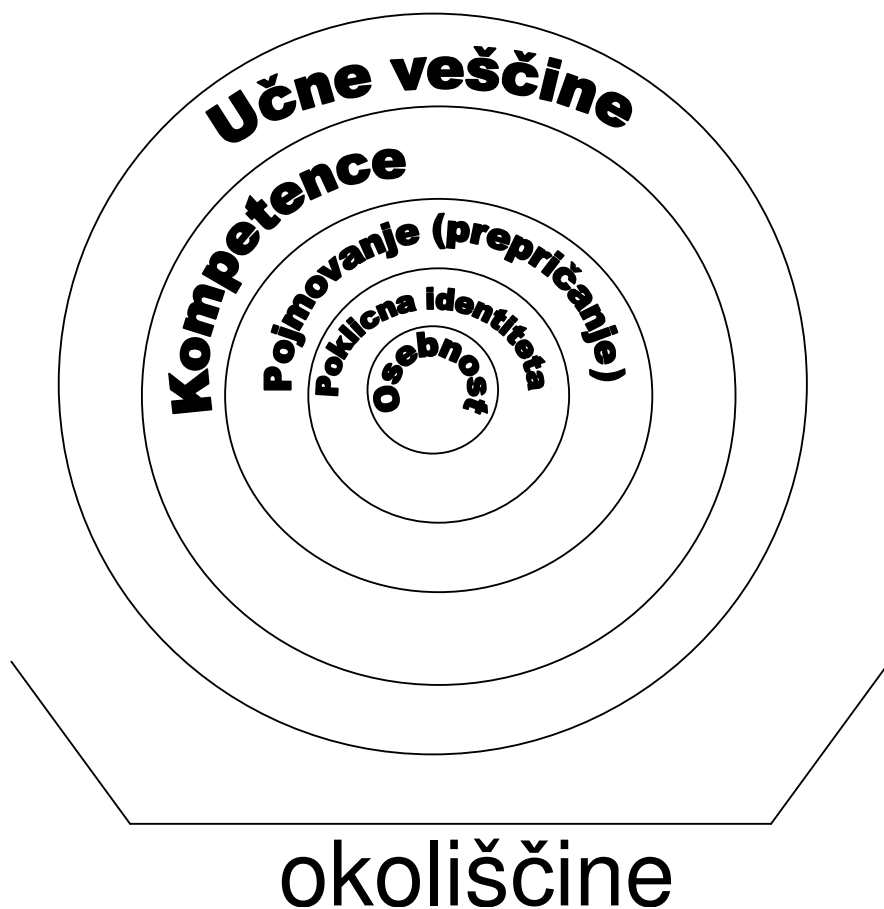 Učne veščine
Kompetence
Pojmovanje (prepričanje)
Poklicna identiteta
Osebnost
okoliščine